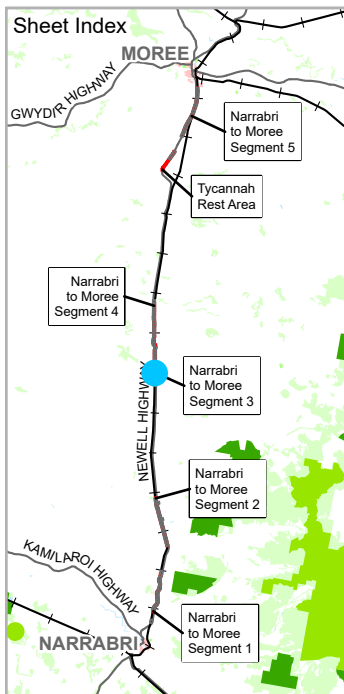 Sheet Index
MOREE
GWYDIR HIGHWAY
Narrabri
to Moree
Segment 5
Tycannah
Rest Area
Narrabri
to Moree
Segment 4
Narrabri
to Moree
Segment 3
NEWELL HIGHWAY
Narrabri
to Moree
Segment 2
KAMILAROI HIGHWAY
Narrabri
to Moree
Segment 1
NARRABRI